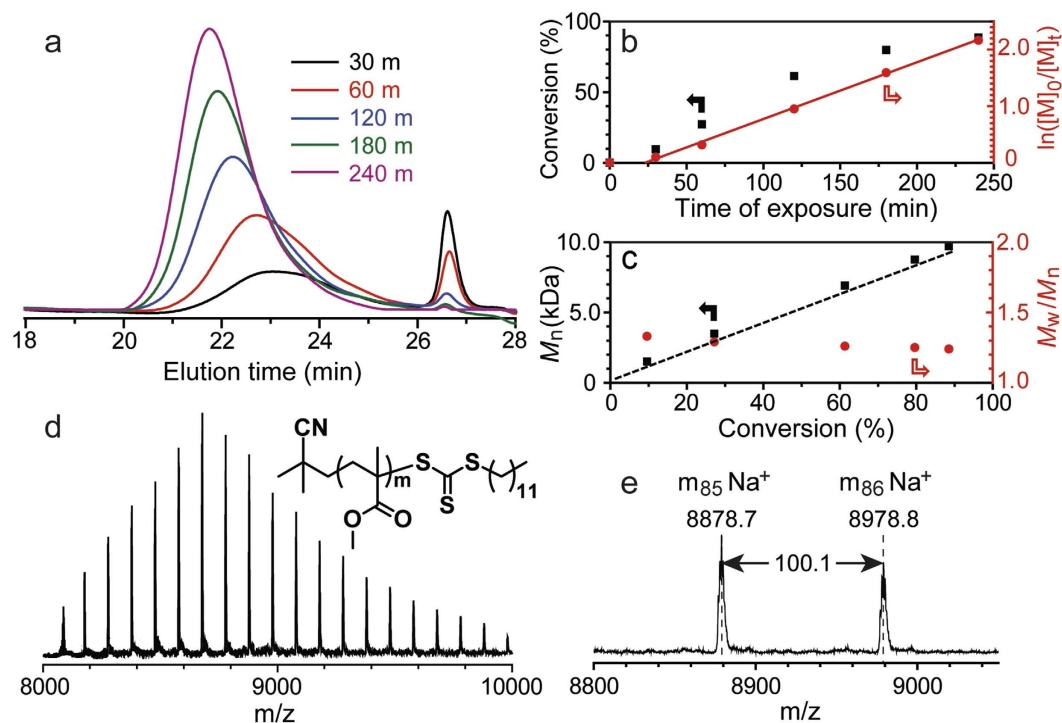 a
30 m
60 m
120 m
180 m
240 m
18 20 22 24 26 28
Elution time (min)
b
Conversion (%)
100
50
0
0 50 100 150 200 250
Time of exposure (min)
2.0
1.0
0
ln([M]0/[M]t)
c
Mn(kDa)
10.0
5.0
0
0 20 40 60 80 100
Conversion (%)
2.0
1.5
1.0
Mw/Mn
d
CN
m
S
S
S
11
O
O
8000 9000 10000
m/z
e
m85 Na+
8878.7
m86 Na+
8978.8
100.1
8800 8900 9000
m/z